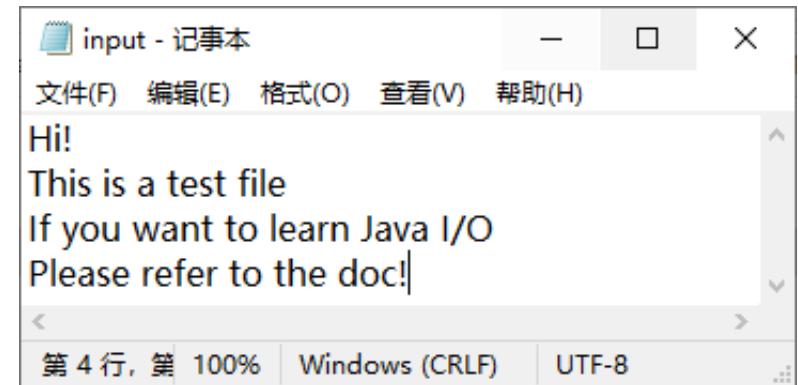 input - 记事本
文件(F) 编辑(E) 格式(O) 查看(V) 帮助(H)
Hi!
This is a test file
If you want to learn Java I/O
Please refer to the doc!
第 4 行, 第 100% Windows (CRLF) UTF-8